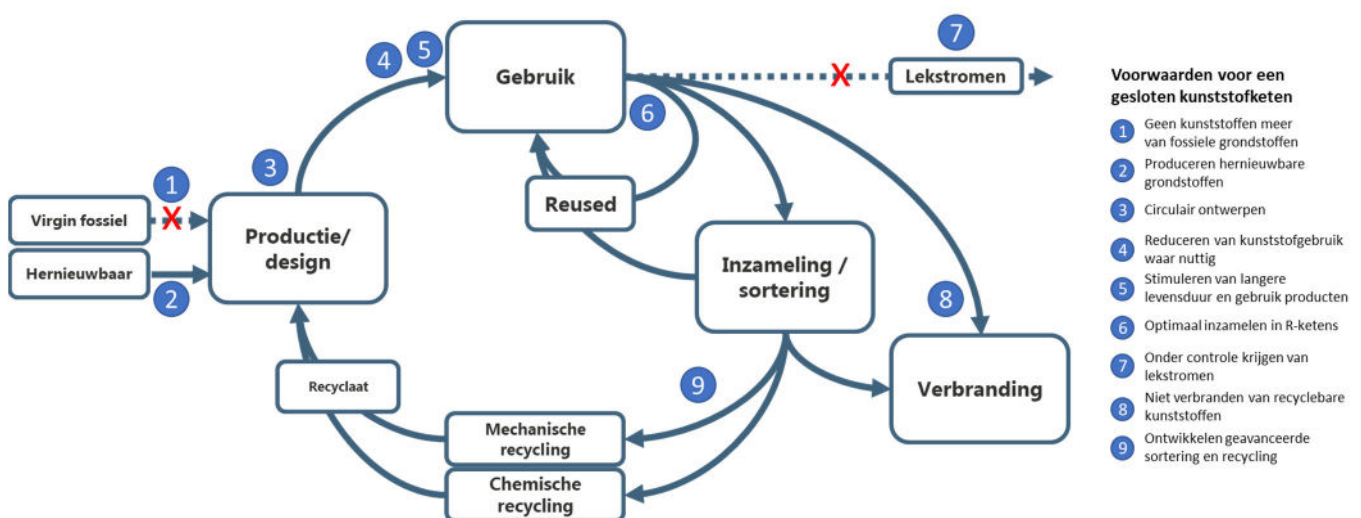 4
5
Gebruik
X
7
Lekstromen
6
3
1
Virgin fossiel
X
Hernieuwbaar
2
Productie/
design
Reused
Inzameling /
sortering
8
Verbranding
Recyclaat
9
Mechanische
recycling
Chemische
recycling
Voorwaarden voor een
gesloten kunststofketen
1 Geen kunststoffen meer
van fossiele grondstoffen
2 Produceren hernieuwbare
grondstoffen
3 Circulair ontwerpen
4 Reduceren van kunststofgebruik
waar nuttig
5 Stimuleren van langere
levensduur en gebruik producten
6 Optimaal inzamelen in R-ketens
7 Onder controle krijgen van
lekstromen
8 Niet verbranden van recyclebare
kunststoffen
9 Ontwikkelen geavanceerde
sortering en recycling